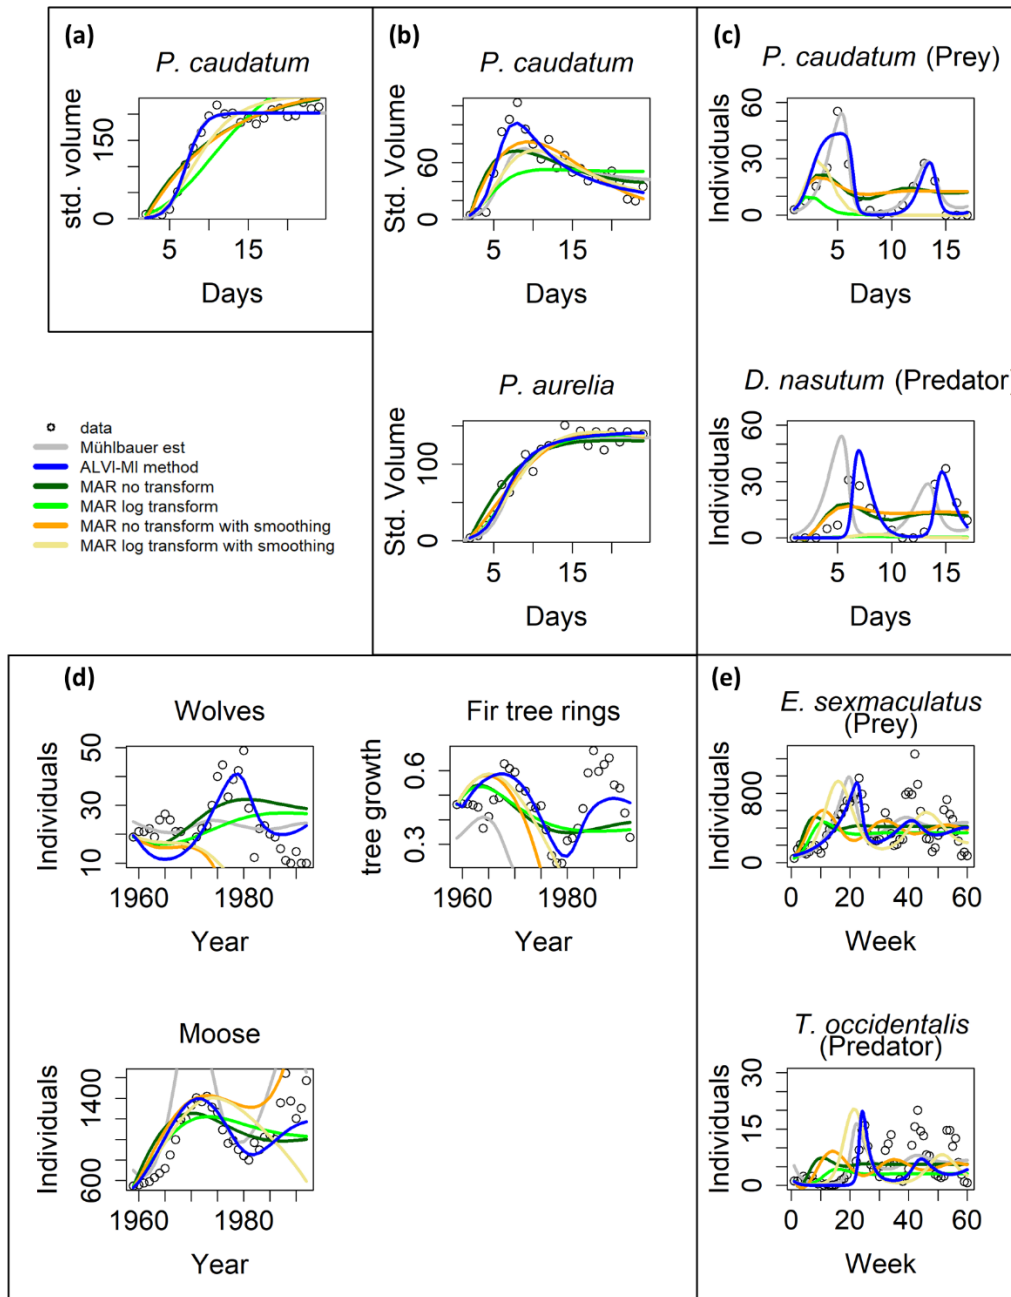 (a)
P. caudatum
std. volume
0
150
5
15
Days
(b)
P. caudatum
Std. Volume
0
60
5
15
Days
P. aurelia
Std. Volume
0
100
5
15
Days
(c)
P. caudatum (Prey)
Individuals
0
30
60
5
10
15
Days
D. nasutum (Predator)
Individuals
0
30
60
5
10
15
Days
data
Mühlbauer est
ALVI-MI method
MAR no transform
MAR log transform
MAR no transform with smoothing
MAR log transform with smoothing
(d)
Wolves
Individuals
10
30
50
1960
1980
Year
Fir tree rings
tree growth
0.3
0.6
1960
1980
Year
Moose
Individuals
600
1400
1960
1980
Year
(e)
E. sexmaculatus
(Prey)
Individuals
0
800
0
20
40
60
Week
T. occidentalis
(Predator)
Individuals
0
15
30
0
20
40
60
Week